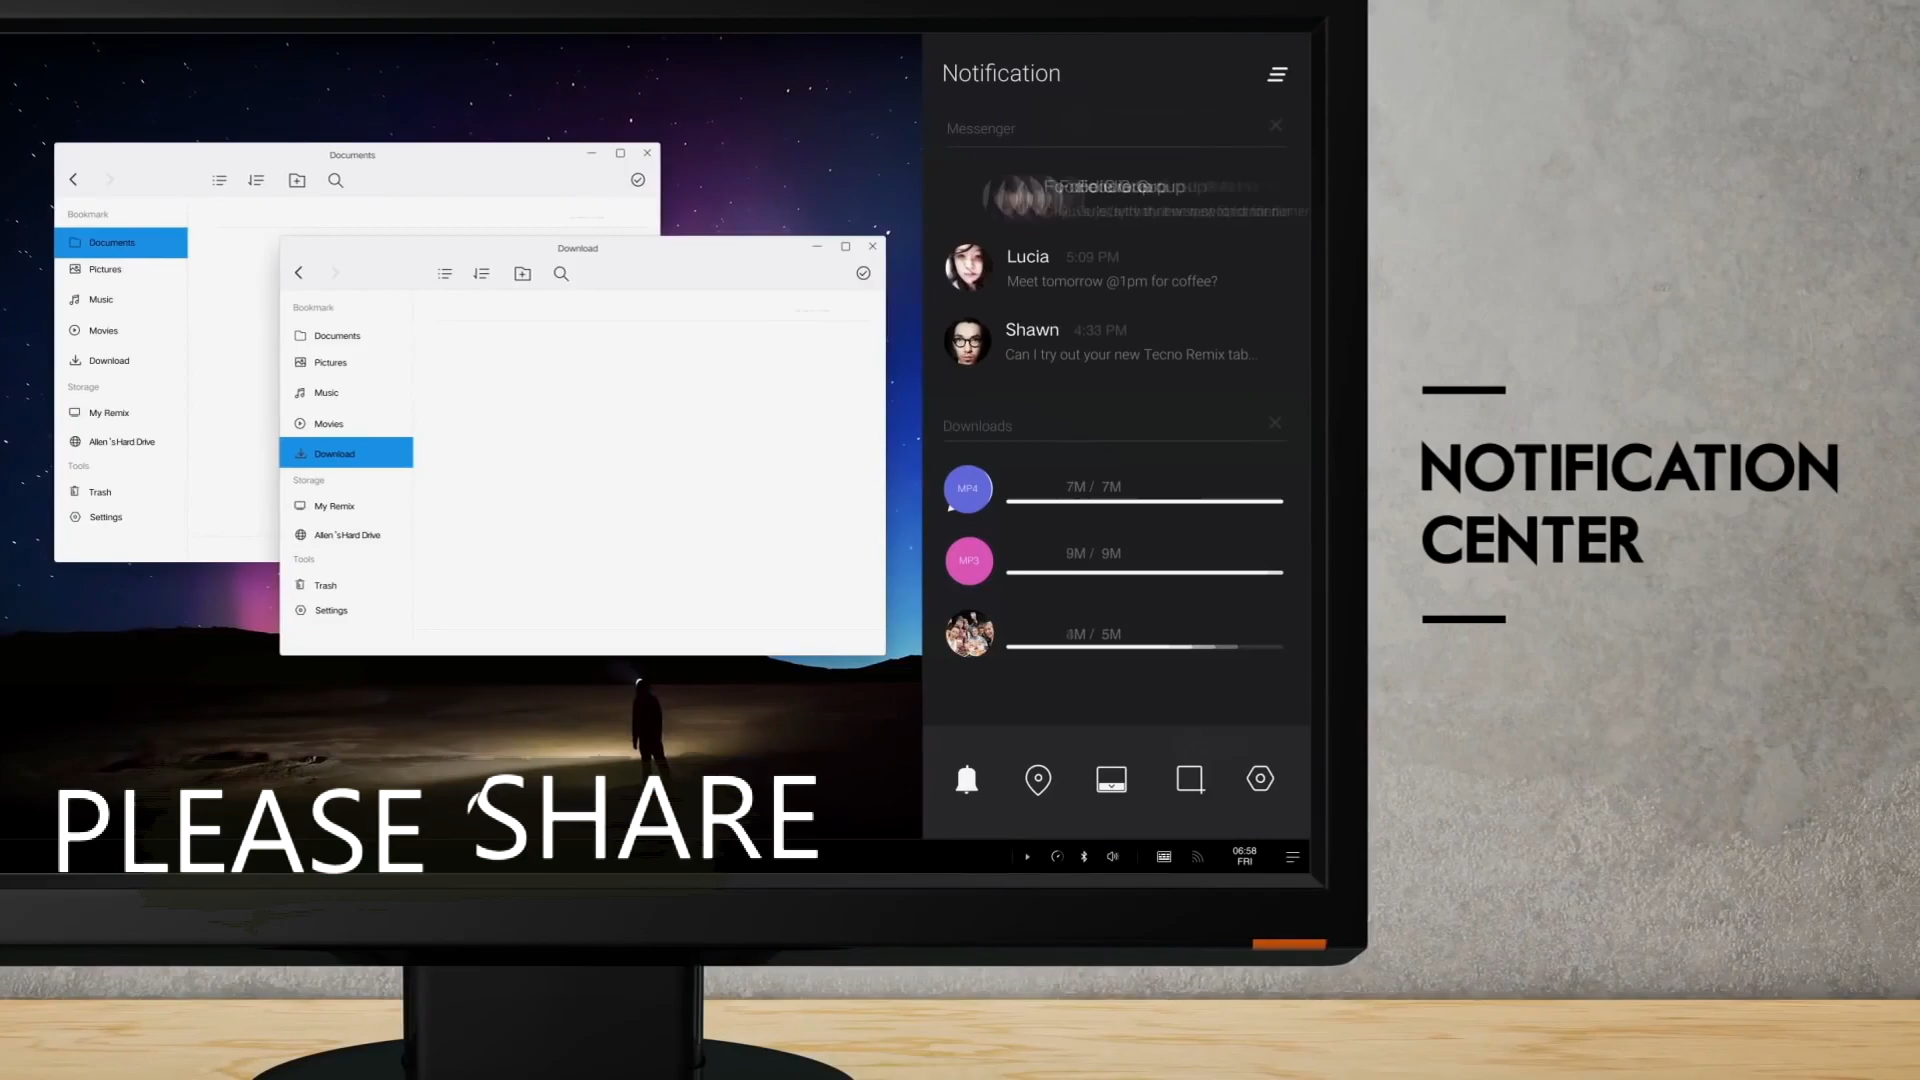 Documents
Bookmark
Documents
Pictures
Music
Movies
Download
Storage
My Remix
Allen 'sHard Drive
Tools
Trash
Settings
Download
Bookmark
Documents
Pictures
Music
Movies
Download
Storage
My Remix
Allen 'sHard Drive
Tools
Trash
Settings
Notification
Messenger
Lucia 5:09 PM
Meet tomorrow @1pm for coffee?
Shawn 4:33 PM
Can I try out your new Tecno Remix tab...
Downloads
MP4 7M / 7M
MP3 9M / 9M
/ 5M
06:58
FRI
PLEASE SHARE
NOTIFICATION
CENTER